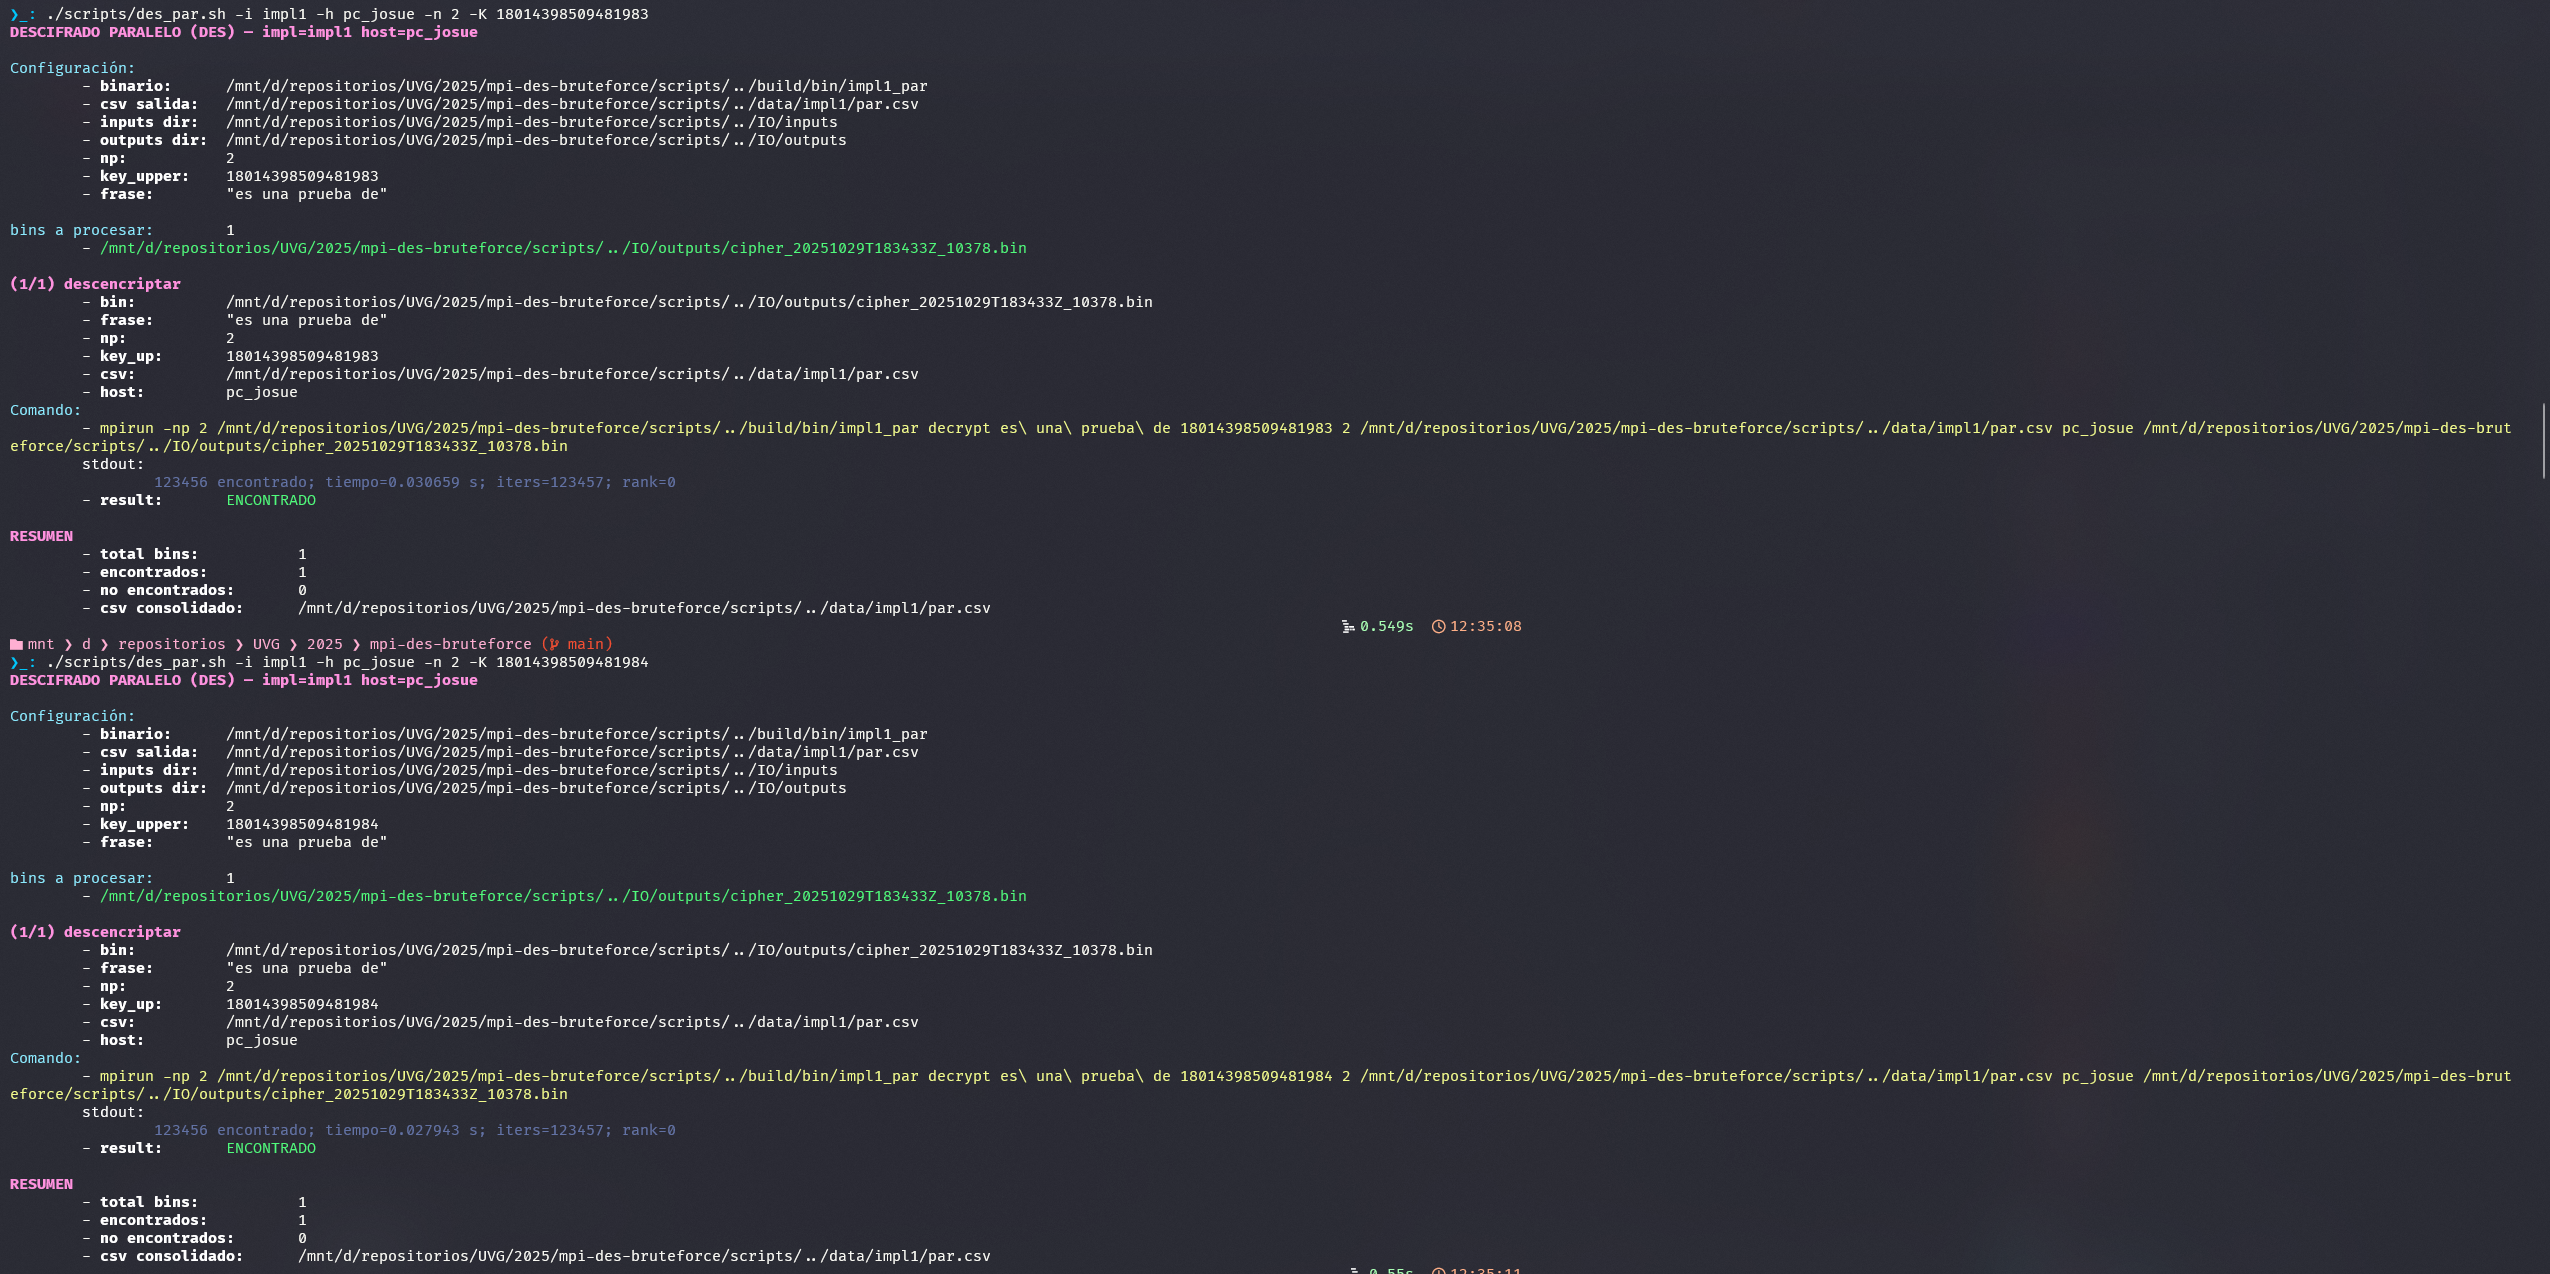 ❯_: ./scripts/des_par.sh -i impl1 -h pc_josue -n 2 -K 18014398509481983
DESCIFRADO PARALELO (DES) — impl=impl1 host=pc_josue
Configuración:
- binario: /mnt/d/repositorios/UVG/2025/mpi-des-bruteforce/scripts/../build/bin/impl1_par
- csv salida: /mnt/d/repositorios/UVG/2025/mpi-des-bruteforce/scripts/../data/impl1/par.csv
- inputs dir: /mnt/d/repositorios/UVG/2025/mpi-des-bruteforce/scripts/../IO/inputs
- outputs dir: /mnt/d/repositorios/UVG/2025/mpi-des-bruteforce/scripts/../IO/outputs
- np: 2
- key_upper: 18014398509481983
- frase: "es una prueba de"
bins a procesar: 1
- /mnt/d/repositorios/UVG/2025/mpi-des-bruteforce/scripts/../IO/outputs/cipher_20251029T183433Z_10378.bin
(1/1) descencriptar
- bin: /mnt/d/repositorios/UVG/2025/mpi-des-bruteforce/scripts/../IO/outputs/cipher_20251029T183433Z_10378.bin
- frase: "es una prueba de"
- np: 2
- key_up: 18014398509481983
- csv: /mnt/d/repositorios/UVG/2025/mpi-des-bruteforce/scripts/../data/impl1/par.csv
- host: pc_josue
Comando:
- mpirun -np 2 /mnt/d/repositorios/UVG/2025/mpi-des-bruteforce/scripts/../build/bin/impl1_par decrypt es\ una\ prueba\ de 18014398509481983 2 /mnt/d/repositorios/UVG/2025/mpi-des-bruteforce/scripts/../data/impl1/par.csv pc_josue /mnt/d/repositorios/UVG/2025/mpi-des-brut
eforce/scripts/../IO/outputs/cipher_20251029T183433Z_10378.bin
stdout:
123456 encontrado; tiempo=0.030659 s; iters=123457; rank=0
- result: ENCONTRADO
RESUMEN
- total bins: 1
- encontrados: 1
- no encontrados: 0
- csv consolidado: /mnt/d/repositorios/UVG/2025/mpi-des-bruteforce/scripts/../data/impl1/par.csv
0.549s 12:35:08
mnt ❯ d ❯ repositorios ❯ UVG ❯ 2025 ❯ mpi-des-bruteforce ( main)
❯_: ./scripts/des_par.sh -i impl1 -h pc_josue -n 2 -K 18014398509481984
DESCIFRADO PARALELO (DES) — impl=impl1 host=pc_josue
Configuración:
- binario: /mnt/d/repositorios/UVG/2025/mpi-des-bruteforce/scripts/../build/bin/impl1_par
- csv salida: /mnt/d/repositorios/UVG/2025/mpi-des-bruteforce/scripts/../data/impl1/par.csv
- inputs dir: /mnt/d/repositorios/UVG/2025/mpi-des-bruteforce/scripts/../IO/inputs
- outputs dir: /mnt/d/repositorios/UVG/2025/mpi-des-bruteforce/scripts/../IO/outputs
- np: 2
- key_upper: 18014398509481984
- frase: "es una prueba de"
bins a procesar: 1
- /mnt/d/repositorios/UVG/2025/mpi-des-bruteforce/scripts/../IO/outputs/cipher_20251029T183433Z_10378.bin
(1/1) descencriptar
- bin: /mnt/d/repositorios/UVG/2025/mpi-des-bruteforce/scripts/../IO/outputs/cipher_20251029T183433Z_10378.bin
- frase: "es una prueba de"
- np: 2
- key_up: 18014398509481984
- csv: /mnt/d/repositorios/UVG/2025/mpi-des-bruteforce/scripts/../data/impl1/par.csv
- host: pc_josue
Comando:
- mpirun -np 2 /mnt/d/repositorios/UVG/2025/mpi-des-bruteforce/scripts/../build/bin/impl1_par decrypt es\ una\ prueba\ de 18014398509481984 2 /mnt/d/repositorios/UVG/2025/mpi-des-bruteforce/scripts/../data/impl1/par.csv pc_josue /mnt/d/repositorios/UVG/2025/mpi-des-brut
eforce/scripts/../IO/outputs/cipher_20251029T183433Z_10378.bin
stdout:
123456 encontrado; tiempo=0.027943 s; iters=123457; rank=0
- result: ENCONTRADO
RESUMEN
- total bins: 1
- encontrados: 1
- no encontrados: 0
- csv consolidado: /mnt/d/repositorios/UVG/2025/mpi-des-bruteforce/scripts/../data/impl1/par.csv
0.55s 12:35:11